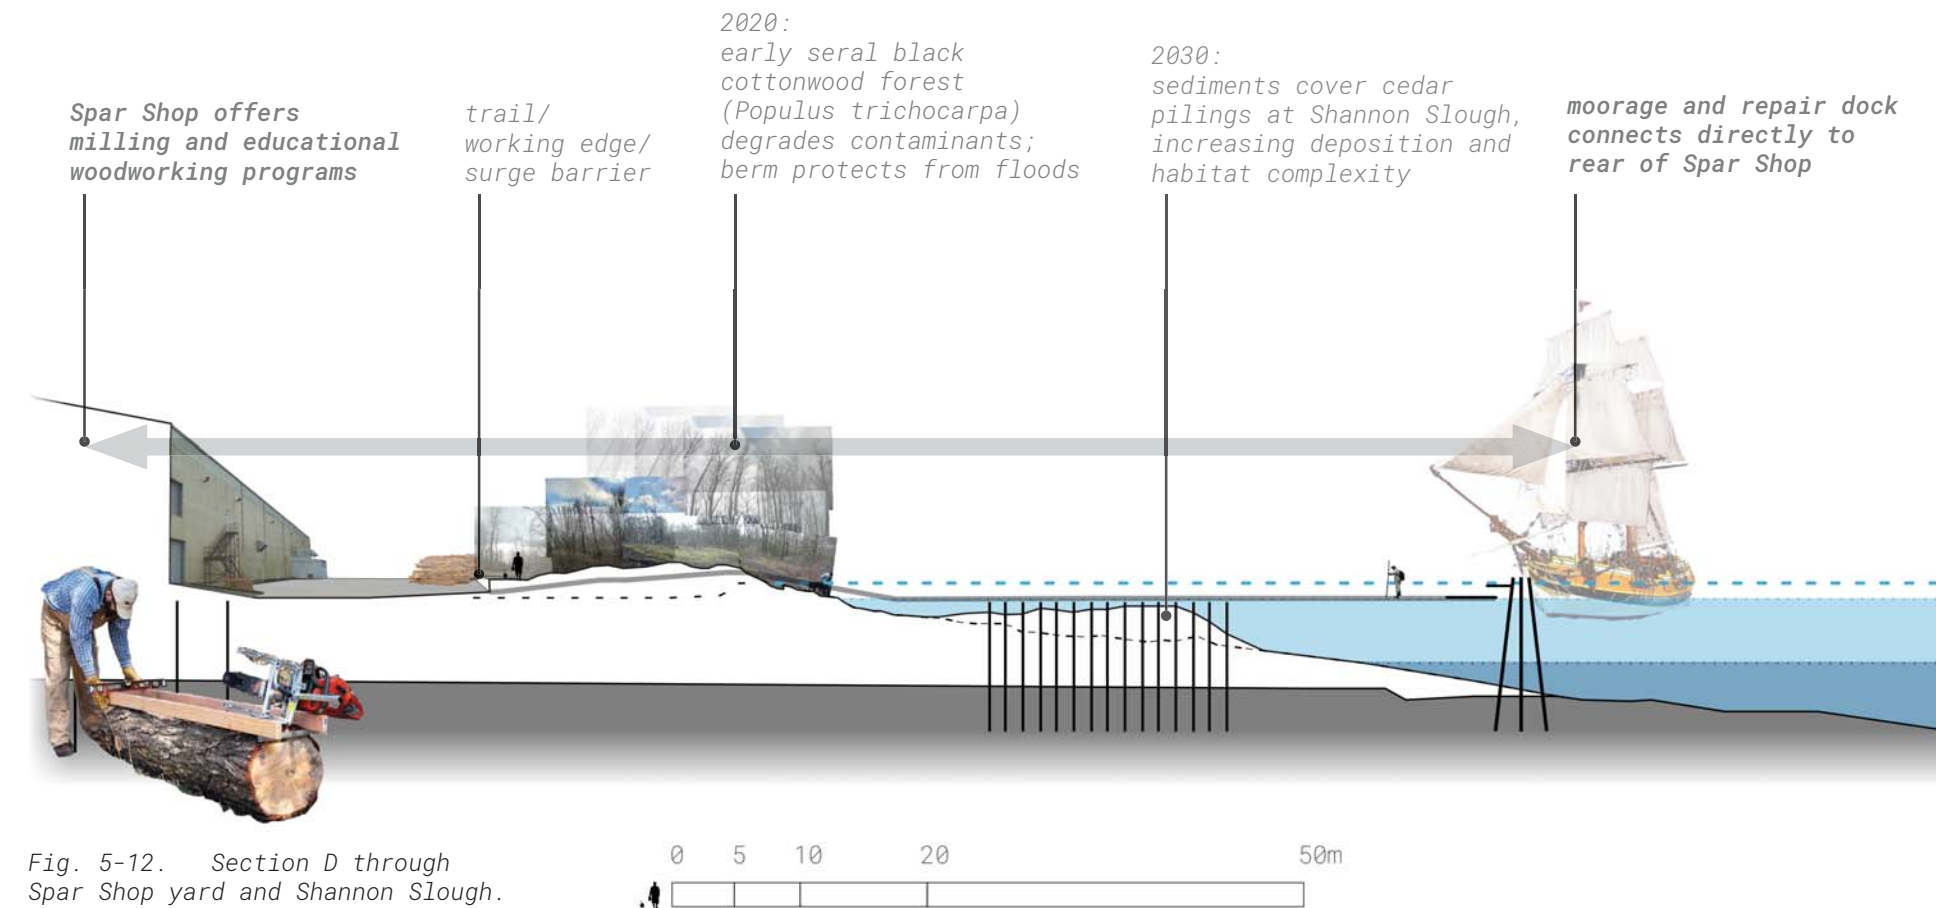 2020:
early seral black
cottonwood forest
(Populus trichocarpa)
degrades contaminants;
berm protects from floods
2030:
sediments cover cedar
pilings at Shannon Slough,
increasing deposition and
habitat complexity
Spar Shop offers
milling and educational
woodworking programs
trail/
working edge/
surge barrier
moorage and repair dock
connects directly to
rear of Spar Shop
Fig. 5-12. Section D through
Spar Shop yard and Shannon Slough.
0 5 10 20 50m